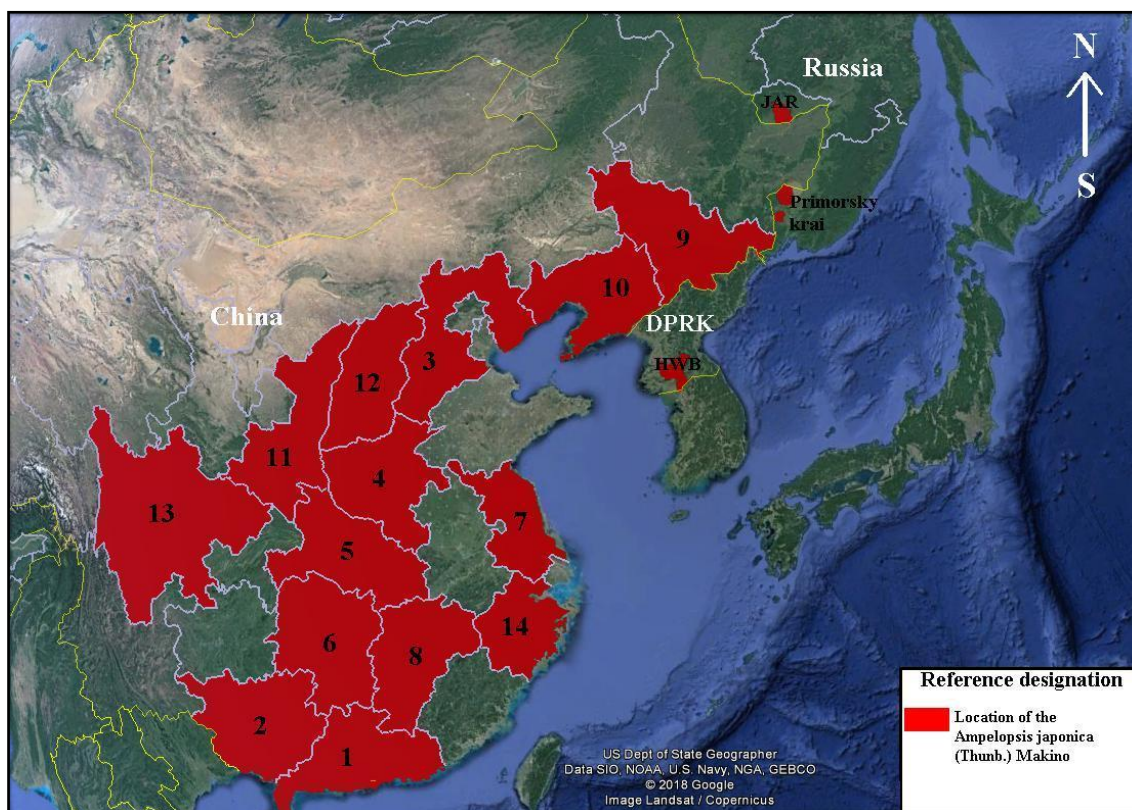 N
Russia
JAR
S
Primorsky
krai
9
10
DPRK
China
HWB
3
12
11
4
13
7
5
14
6
8
2
1
Reference designation
Location of the
Ampelopsis japonica
(Thunb.) Makino
US Dept of State Geographer
Data SIO, NOAA, U.S. Navy, NGA, GEBCO
© 2018 Google
Image Landsat / Copernicus